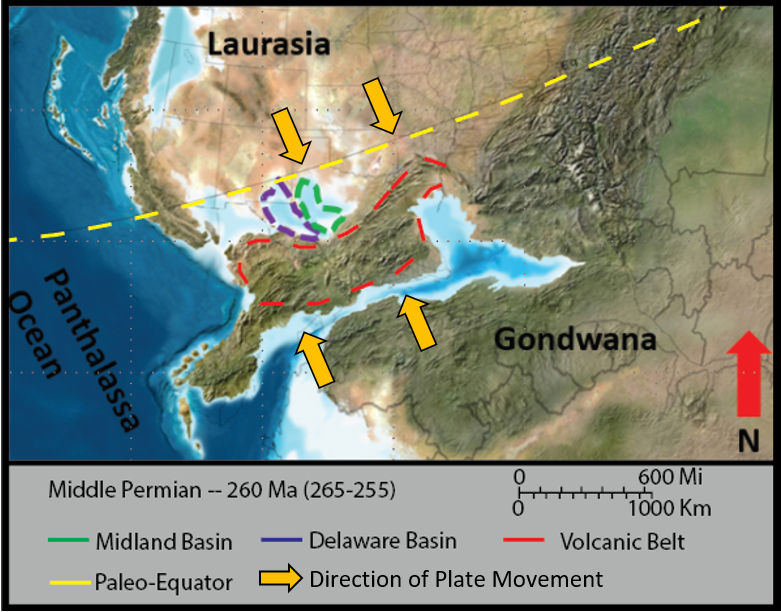 Laurasia
Panthalassa
Ocean
Gondwana
N
Middle Permian -- 260 Ma (265-255)
0 600 Mi
0 1000 Km
Midland Basin
Delaware Basin
Volcanic Belt
Paleo-Equator
Direction of Plate Movement